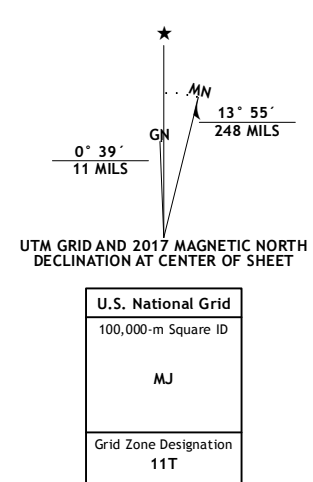 ★
MN
GN
13° 55´
248 MILS
0° 39´
11 MILS
UTM GRID AND 2017 MAGNETIC NORTH
DECLINATION AT CENTER OF SHEET
U.S. National Grid
100,000-m Square ID
MJ
Grid Zone Designation
11T